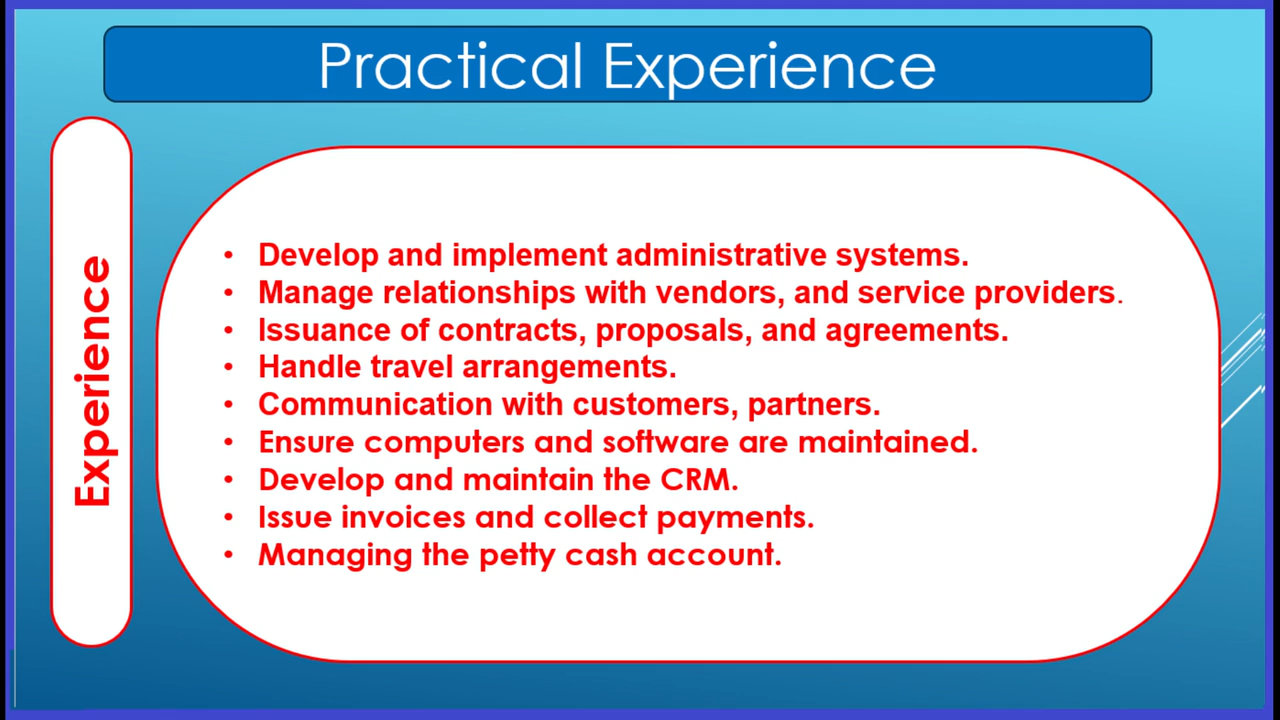 Practical Experience
Experience
• Develop and implement administrative systems.
• Manage relationships with vendors, and service providers.
• Issuance of contracts, proposals, and agreements.
• Handle travel arrangements.
• Communication with customers, partners.
• Ensure computers and software are maintained.
• Develop and maintain the CRM.
• Issue invoices and collect payments.
• Managing the petty cash account.